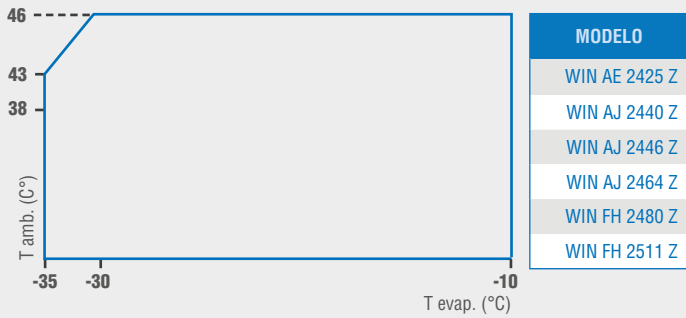 46
43
38
T amb. (C°)
-35
-30
-10
T evap. (°C)
MODELO
WIN AE 2425 Z
WIN AJ 2440 Z
WIN AJ 2446 Z
WIN AJ 2464 Z
WIN FH 2480 Z
WIN FH 2511 Z